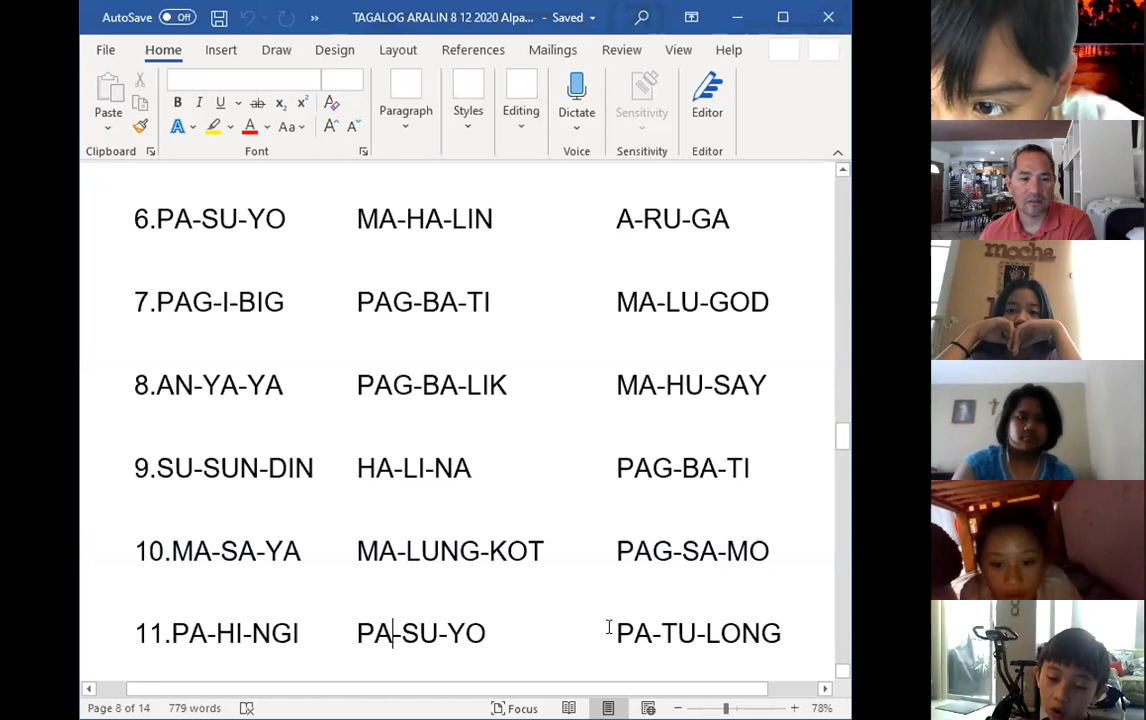 AutoSave Off TAGALOG ARALIN 8 12 2020 Alpa... - Saved
File Home Insert Draw Design Layout References Mailings Review View Help
Paste B I U ab x₂ x² A Aa A A Paragraph Styles Editing Dictate Sensitivity Editor
Clipboard Font Voice Sensitivity Editor
6.PA-SU-YO MA-HA-LIN A-RU-GA
7.PAG-I-BIG PAG-BA-TI MA-LU-GOD
8.AN-YA-YA PAG-BA-LIK MA-HU-SAY
9.SU-SUN-DIN HA-LI-NA PAG-BA-TI
10.MA-SA-YA MA-LUNG-KOT PAG-SA-MO
11.PA-HI-NGI PA-SU-YO PA-TU-LONG
Page 8 of 14 779 words Focus 78%
mocha